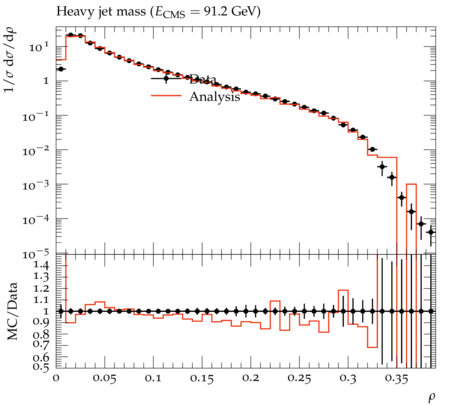 Heavy jet mass (E_CMS = 91.2 GeV)
1/σ dσ/dρ
10^1
1
10^−1
10^−2
10^−3
10^−4
10^−5
Data
Analysis
MC/Data
1.4
1.3
1.2
1.1
1
0.9
0.8
0.7
0.6
0.5
0 0.05 0.1 0.15 0.2 0.25 0.3 0.35
ρ